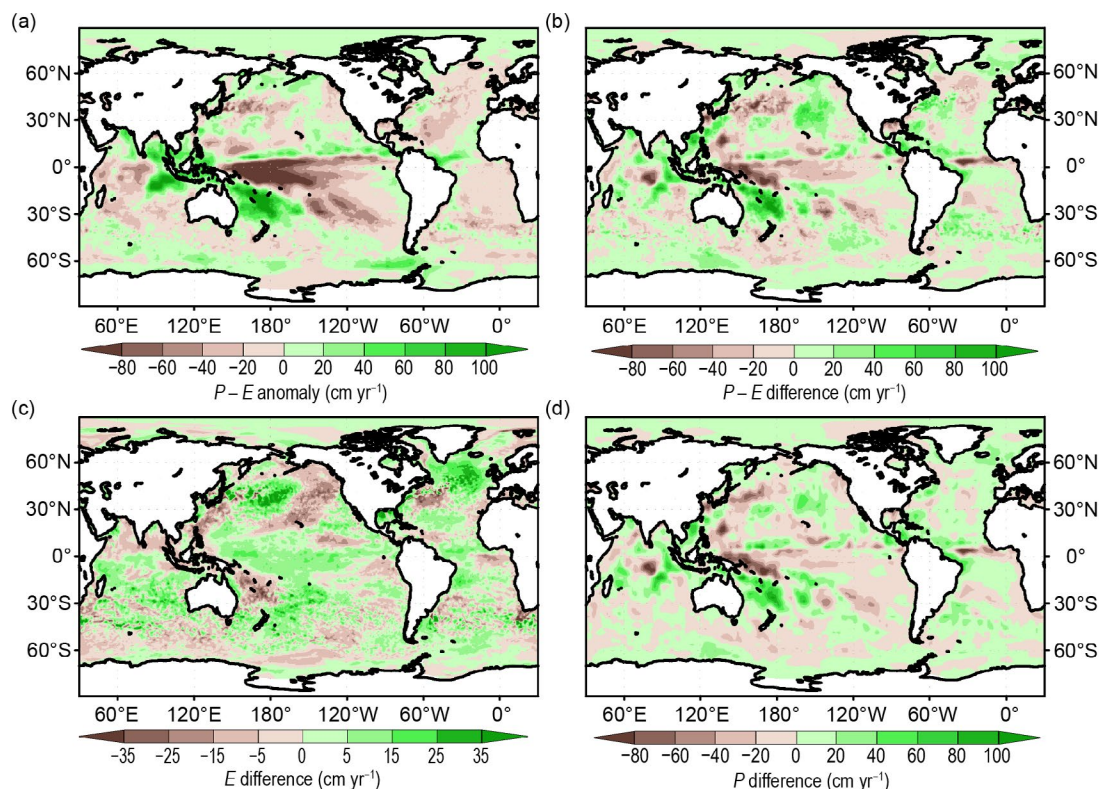 (a) (b)
60°N 60°N
30°N 30°N
0° 0°
30°S 30°S
60°S 60°S
60°E 120°E 180° 120°W 60°W 0° 60°E 120°E 180° 120°W 60°W 0°
−80 −60 −40 −20 0 20 40 60 80 100 −80 −60 −40 −20 0 20 40 60 80 100
P – E anomaly (cm yr⁻¹) P – E difference (cm yr⁻¹)
(c) (d)
60°N 60°N
30°N 30°N
0° 0°
30°S 30°S
60°S 60°S
60°E 120°E 180° 120°W 60°W 0° 60°E 120°E 180° 120°W 60°W 0°
−35 −25 −15 −5 0 5 15 25 35 −80 −60 −40 −20 0 20 40 60 80 100
E difference (cm yr⁻¹) P difference (cm yr⁻¹)